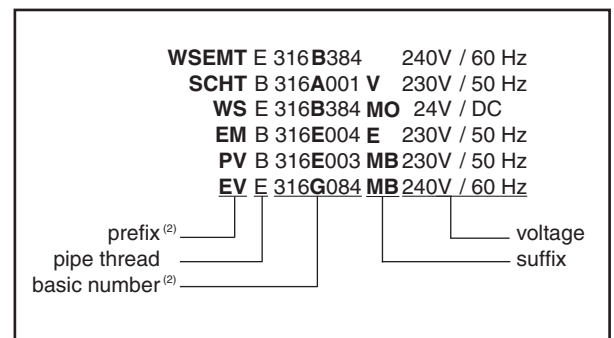 WSEMT E 316B384 240V / 60 Hz
SCHT B 316A001 V 230V / 50 Hz
WS E 316B384 MO 24V / DC
EM B 316E004 E 230V / 50 Hz
PV B 316E003 MB 230V / 50 Hz
EV E 316G084 MB 240V / 60 Hz
prefix (2) voltage
pipe thread suffix
basic number (2)